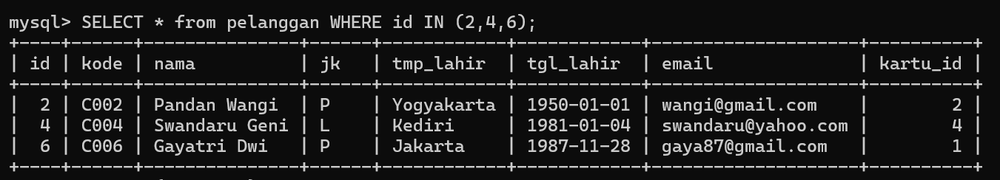 mysql> SELECT * from pelanggan WHERE id IN (2,4,6);
+----+------+---------------+------+------------+------------+--------------------+----------+
| id | kode | nama          | jk   | tmp_lahir  | tgl_lahir  | email              | kartu_id |
+----+------+---------------+------+------------+------------+--------------------+----------+
|  2 | C002 | Pandan Wangi  | P    | Yogyakarta | 1950-01-01 | wangi@gmail.com    |        2 |
|  4 | C004 | Swandaru Geni | L    | Kediri     | 1981-01-04 | swandaru@yahoo.com |        4 |
|  6 | C006 | Gayatri Dwi   | P    | Jakarta    | 1987-11-28 | gaya87@gmail.com   |        1 |
+----+------+---------------+------+------------+------------+--------------------+----------+